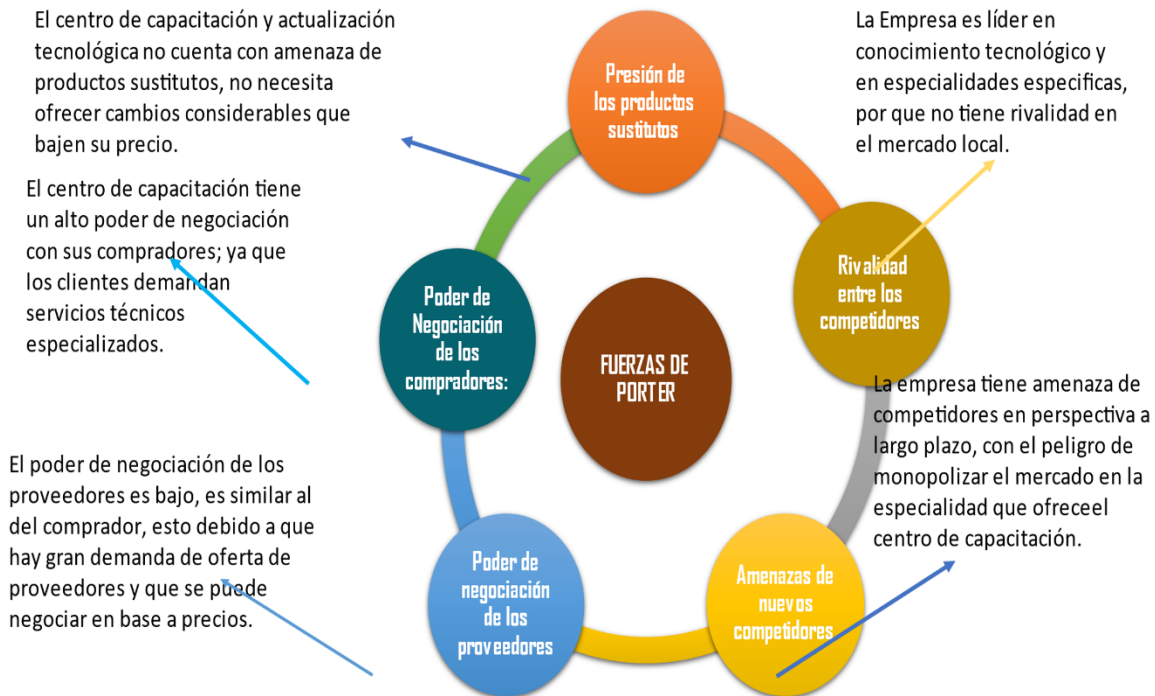 El centro de capacitación y actualización
tecnológica no cuenta con amenaza de
productos sustitutos, no necesita
ofrecer cambios considerables que
bajen su precio.
El centro de capacitación tiene
un alto poder de negociación
con sus compradores; ya que
los clientes demandan
servicios técnicos
especializados.
El poder de negociación de los
proveedores es bajo, es similar al
del comprador, esto debido a que
hay gran demanda de oferta de
proveedores y que se puede
negociar en base a precios.
Presión de
los productos
sustitutos
Poder de
Negociación
de los
compradores:
FUERZAS DE
PORTER
Rivalidad
entre los
competidores
Poder de
negociación
de los
proveedores
Amenazas de
nuevos
competidores
La Empresa es líder en
conocimiento tecnológico y
en especialidades especificas,
por que no tiene rivalidad en
el mercado local.
La empresa tiene amenaza de
competidores en perspectiva a
largo plazo, con el peligro de
monopolizar el mercado en la
especialidad que ofreceel
centro de capacitación.